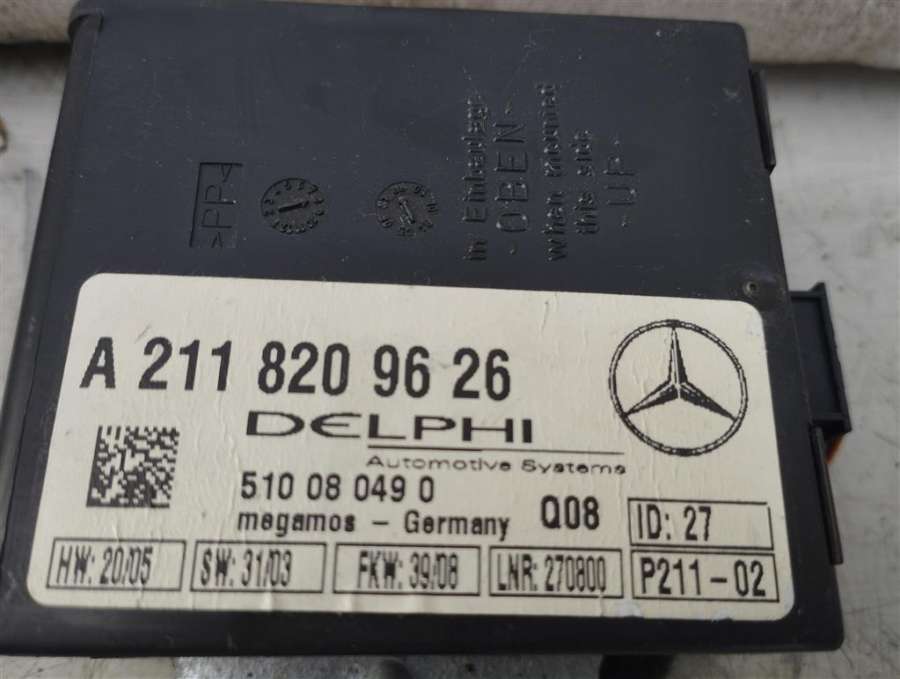 >PP<
in Einbaulage
OBEN
when mounted
this side
UP
A 211 820 96 26
DELPHI
Automotive Systems
510 08 049 0
megamos - Germany
Q08
ID: 27
HW: 20/05
SW: 31/03
FKW: 39/08
LNR: 270800
P211-02